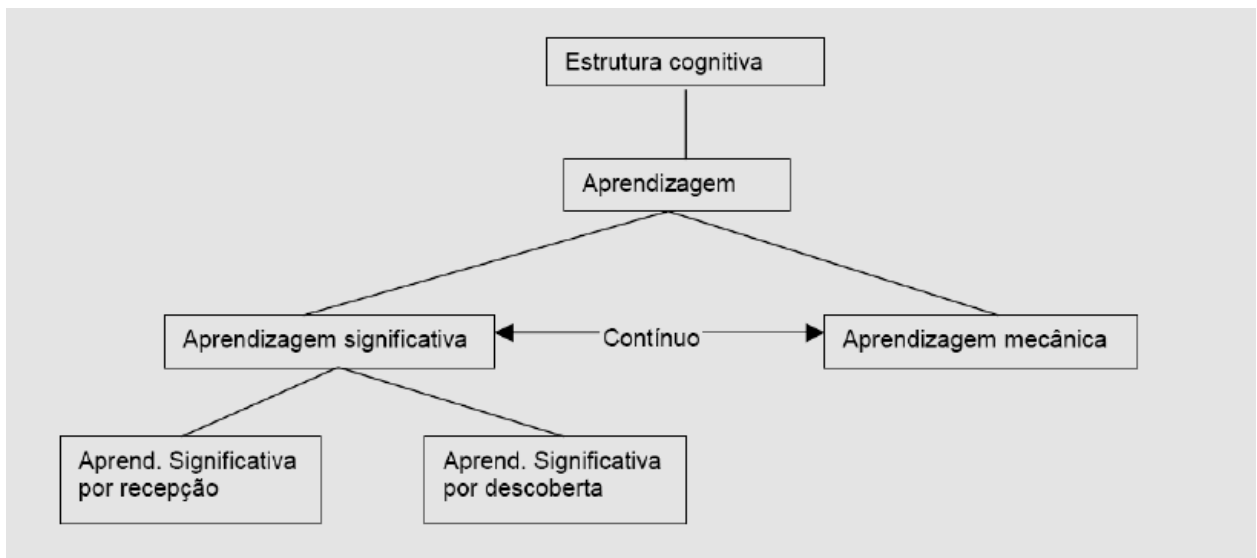 Estrutura cognitiva
Aprendizagem
Aprendizagem significativa
Contínuo
Aprendizagem mecânica
Aprend. Significativa
por recepção
Aprend. Significativa
por descoberta